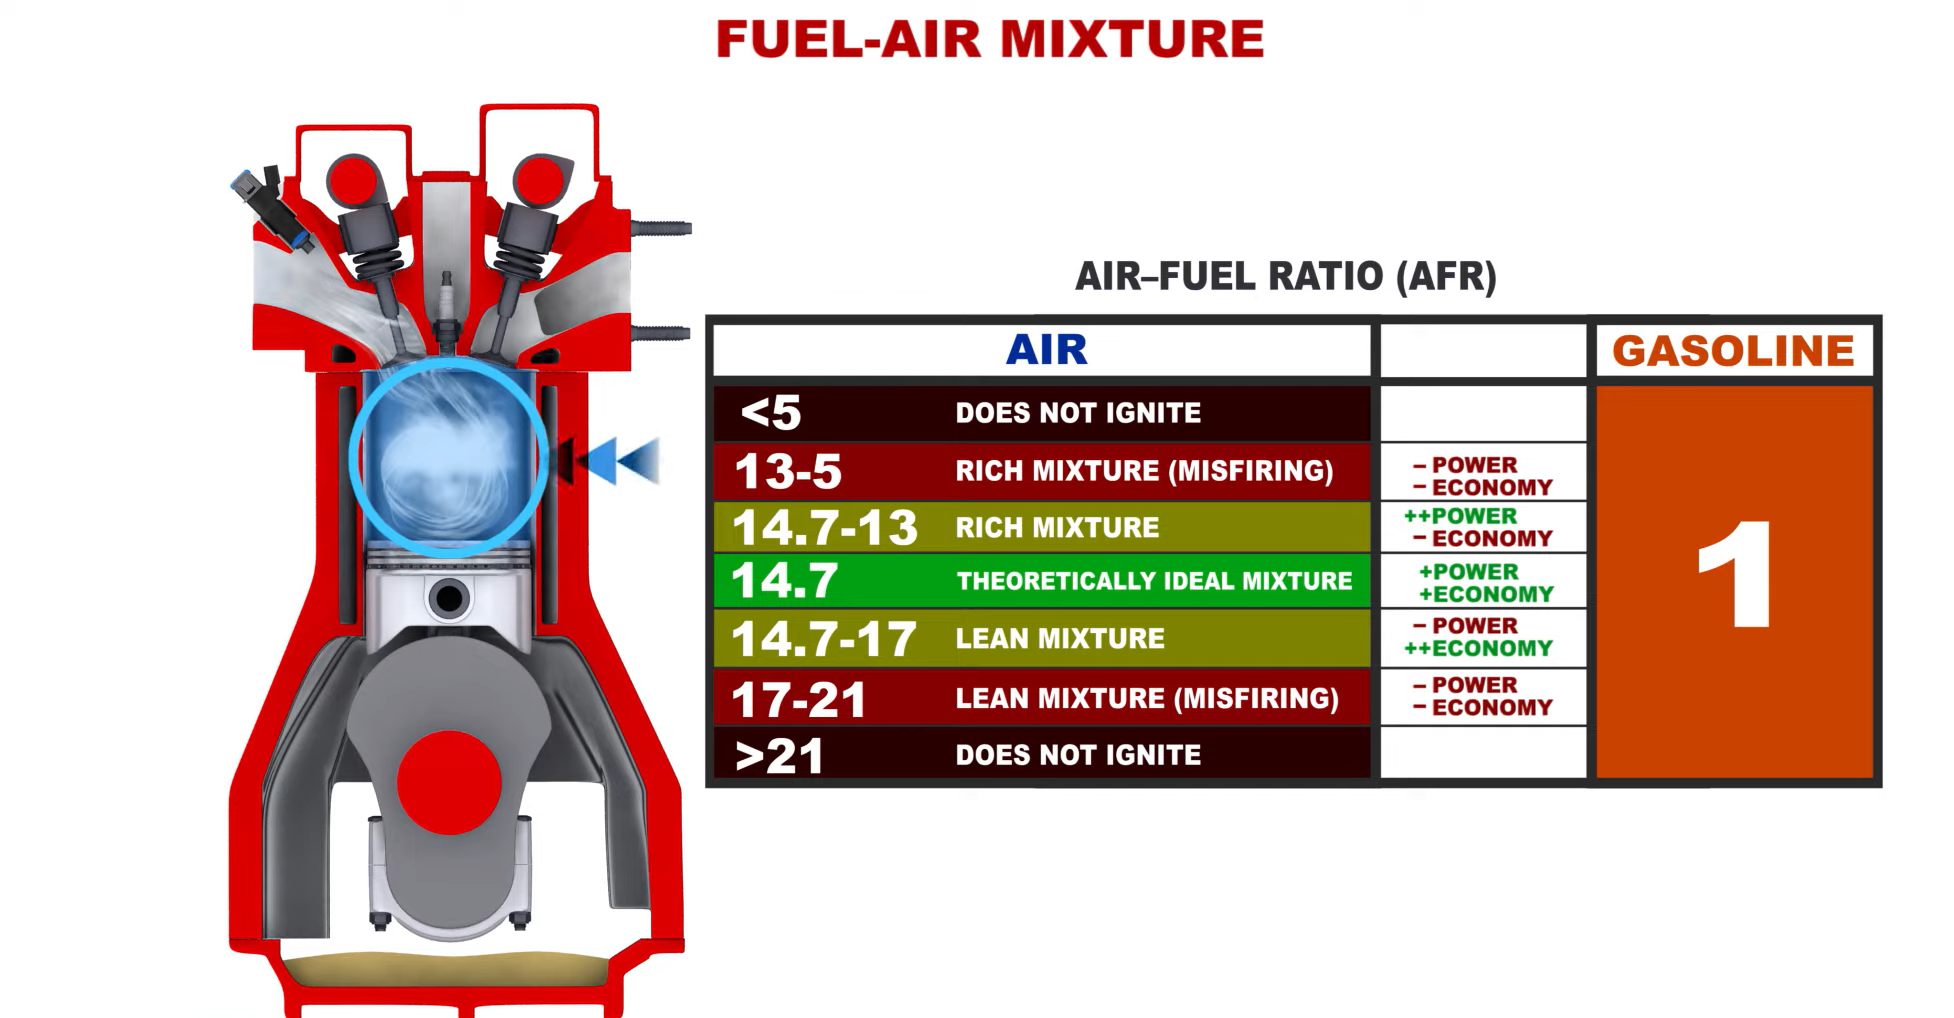 FUEL-AIR MIXTURE
AIR–FUEL RATIO (AFR)
AIR GASOLINE
<5 DOES NOT IGNITE
13-5 RICH MIXTURE (MISFIRING) – POWER
– ECONOMY
14.7-13 RICH MIXTURE ++POWER
– ECONOMY
14.7 THEORETICALLY IDEAL MIXTURE +POWER
+ECONOMY
14.7-17 LEAN MIXTURE – POWER
++ECONOMY
17-21 LEAN MIXTURE (MISFIRING) – POWER
– ECONOMY
>21 DOES NOT IGNITE
1